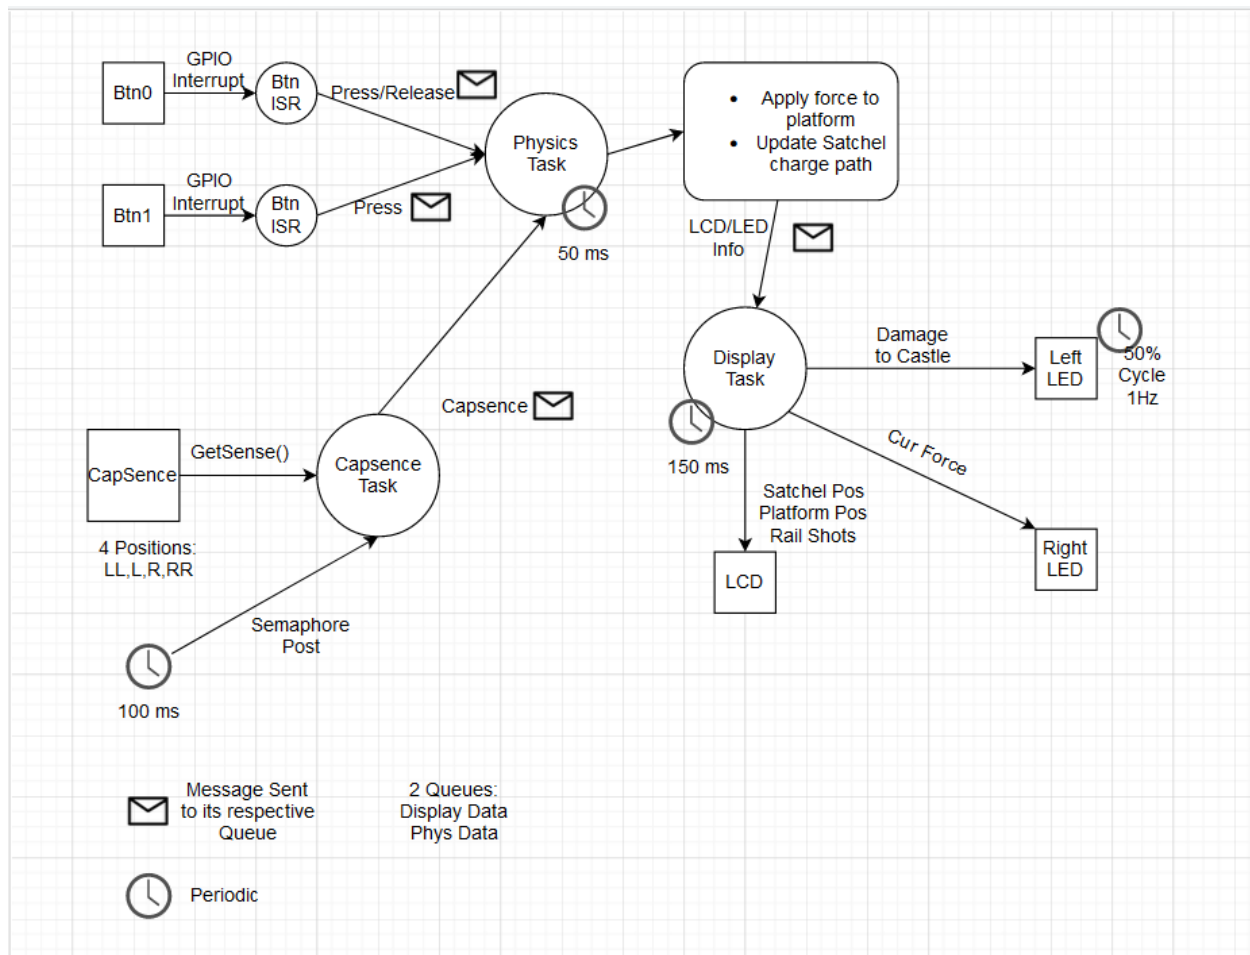 Btn0
GPIO
Interrupt
Btn
ISR
Press/Release
Physics
Task
50 ms
• Apply force to
platform
• Update Satchel
charge path
Btn1
GPIO
Interrupt
Btn
ISR
Press
LCD/LED
Info
Display
Task
150 ms
Damage
to Castle
Left
LED
50%
Cycle
1Hz
Cur Force
Right
LED
Satchel Pos
Platform Pos
Rail Shots
LCD
Capsence
CapSence
GetSense()
Capsence
Task
4 Positions:
LL,L,R,RR
Semaphore
Post
100 ms
Message Sent
to its respective
Queue
2 Queues:
Display Data
Phys Data
Periodic